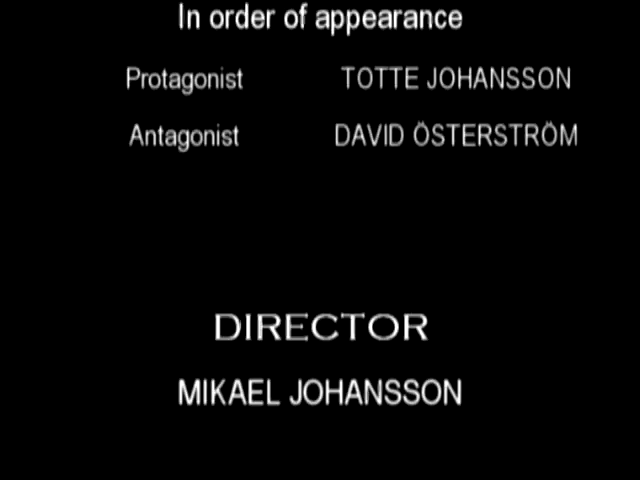 In order of appearance
Protagonist TOTTE JOHANSSON
Antagonist DAVID ÖSTERSTRÖM
DIRECTOR
MIKAEL JOHANSSON